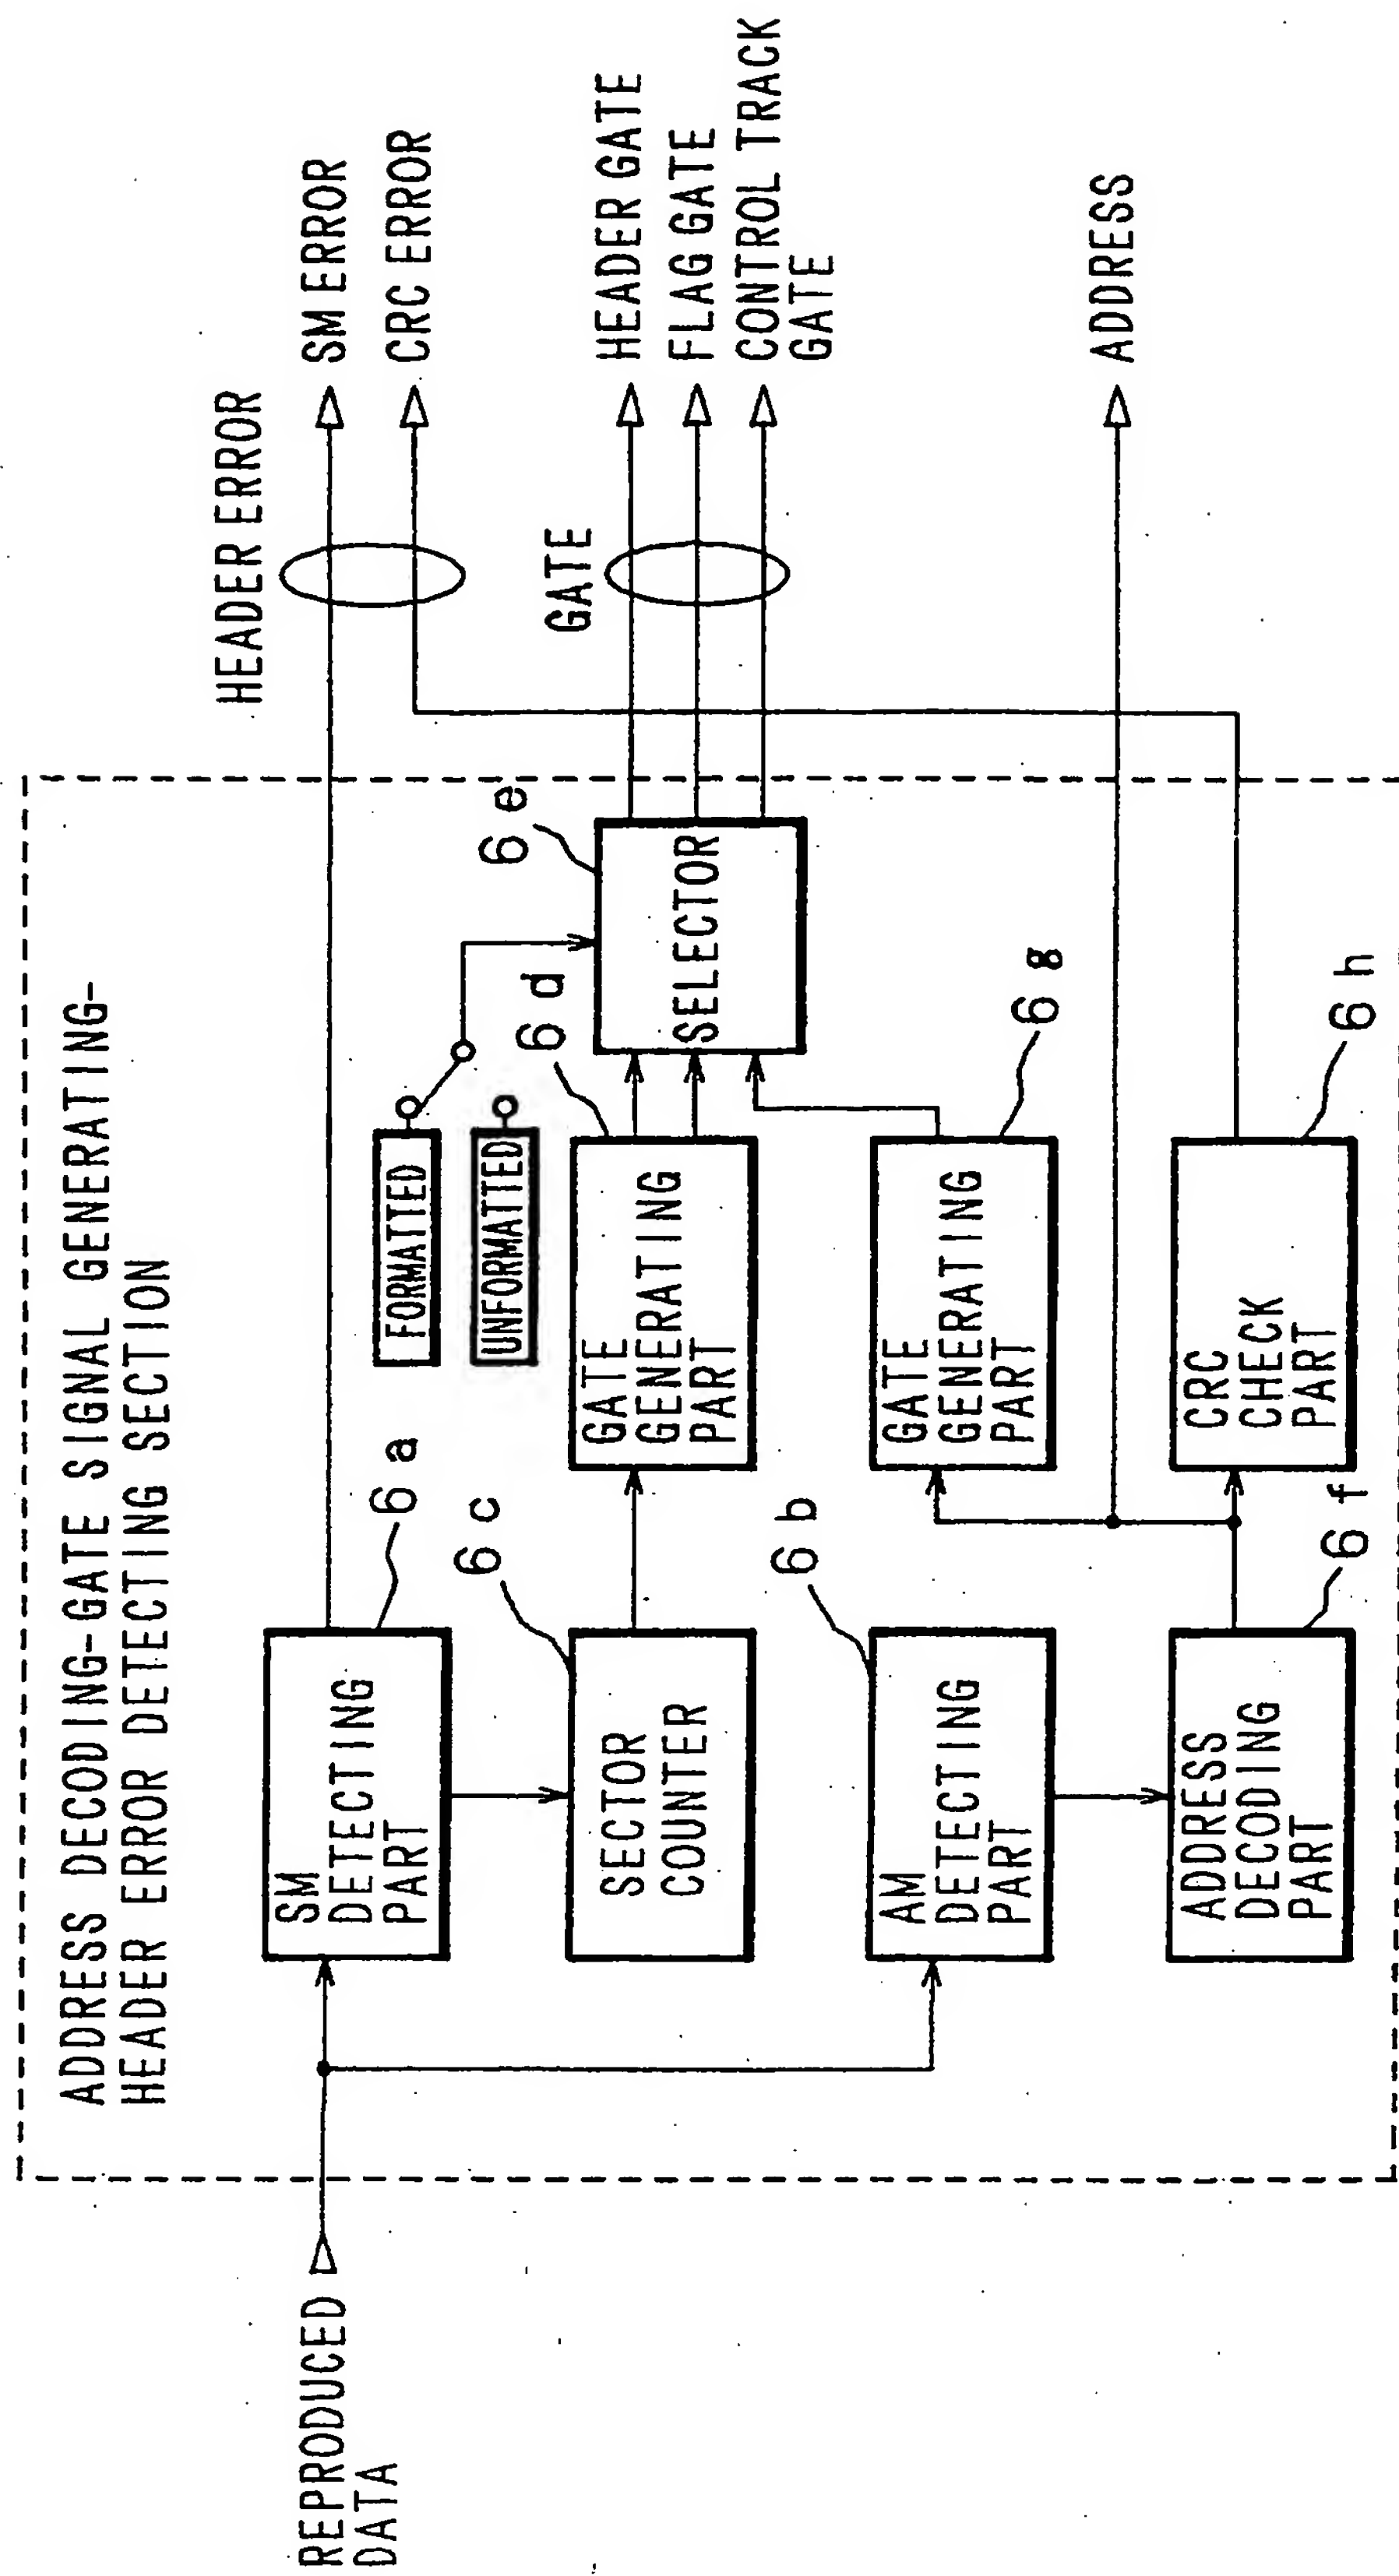 ADDRESS DECODING-GATE SIGNAL GENERATING-
HEADER ERROR DETECTING SECTION
REPRODUCED
DATA
SM
DETECTING
PART
6a
SECTOR
COUNTER
6c
AM
DETECTING
PART
6b
ADDRESS
DECODING
PART
6f
FORMATTED
UNFORMATTED
GATE
GENERATING
PART
6d
GATE
GENERATING
PART
6g
CRC
CHECK
PART
6h
SELECTOR
6e
HEADER ERROR
SM ERROR
CRC ERROR
GATE
HEADER GATE
FLAG GATE
CONTROL TRACK
GATE
ADDRESS